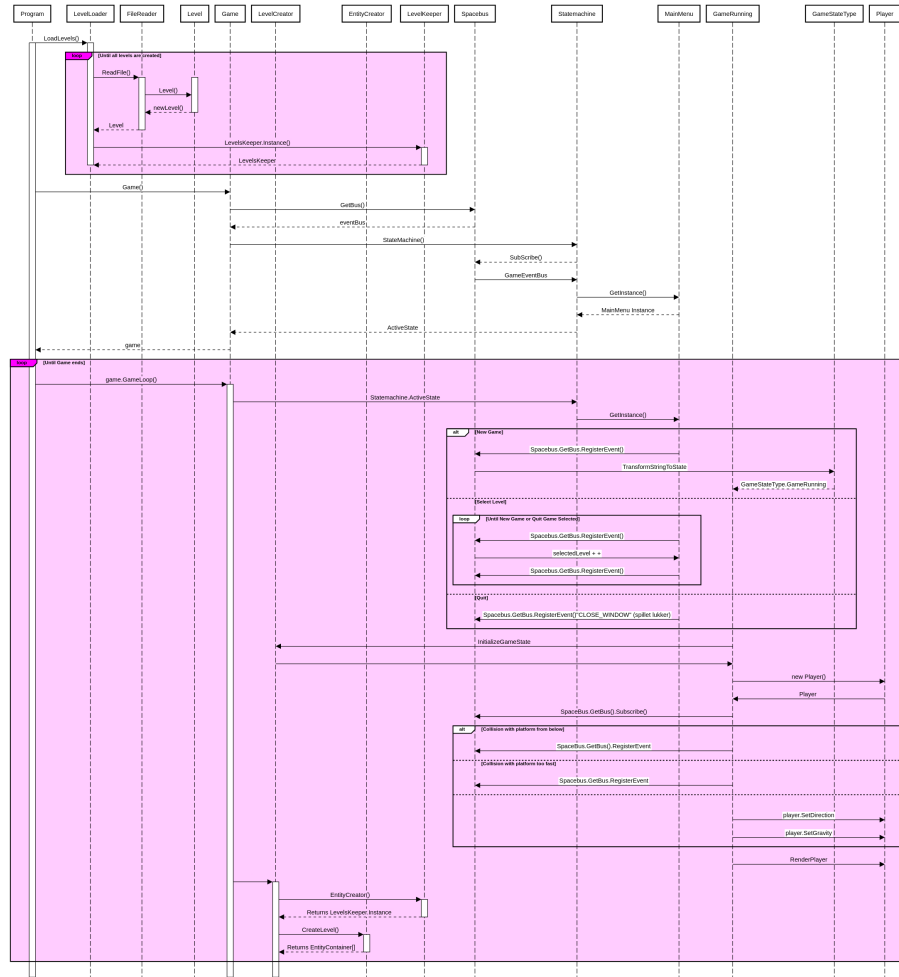 Program LevelLoader FileReader Level Game LevelCreator EntityCreator LevelKeeper Spacebus Statemachine MainMenu GameRunning GameStateType Player
LoadLevels()
loop [Until all levels are created]
ReadFile()
Level()
newLevel()
Level
LevelsKeeper.Instance()
LevelsKeeper
Game()
GetBus()
eventBus
StateMachine()
SubScribe()
GameEventBus
GetInstance()
MainMenu Instance
ActiveState
game
loop [Until Game ends]
game.GameLoop()
Statemachine.ActiveState
GetInstance()
alt [New Game]
Spacebus.GetBus.RegisterEvent()
TransformStringToState
GameStateType.GameRunning
[Select Level]
loop [Until New Game or Quit Game Selected]
Spacebus.GetBus.RegisterEvent()
selectedLevel + +
Spacebus.GetBus.RegisterEvent()
[Quit]
Spacebus.GetBus.RegisterEvent()"CLOSE_WINDOW" (spillet lukker)
InitializeGameState
new Player()
Player
SpaceBus.GetBus().Subscribe()
alt [Collision with platform from below]
SpaceBus.GetBus().RegisterEvent
[Collision with platform too fast]
Spacebus.GetBus.RegisterEvent
player.SetDirection
player.SetGravity
RenderPlayer
EntityCreator()
Returns LevelsKeeper.Instance
CreateLevel()
Returns EntityContainer[]